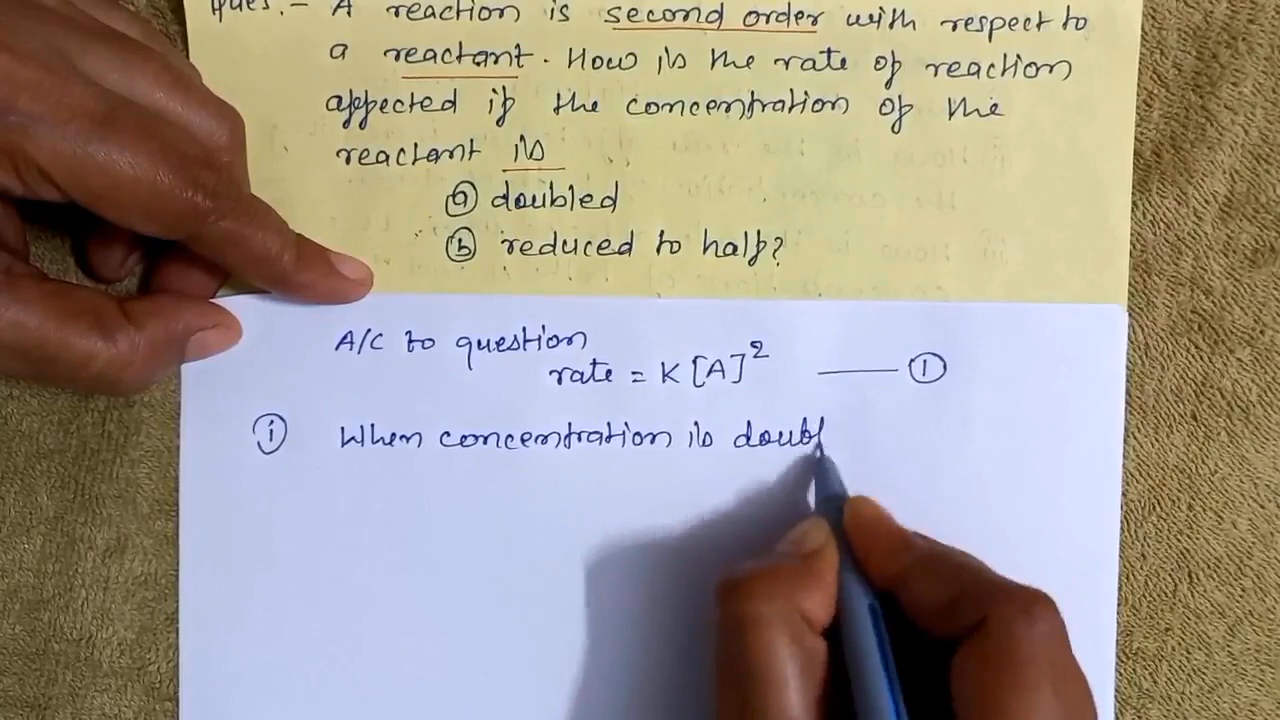 Ques.- A reaction is second order with respect to
a reactant. How is the rate of reaction
affected if the concentration of the
reactant is
(a) doubled
(b) reduced to half?
A/C to question
rate = K[A]² —— (1)
(i) When concentration is doubl